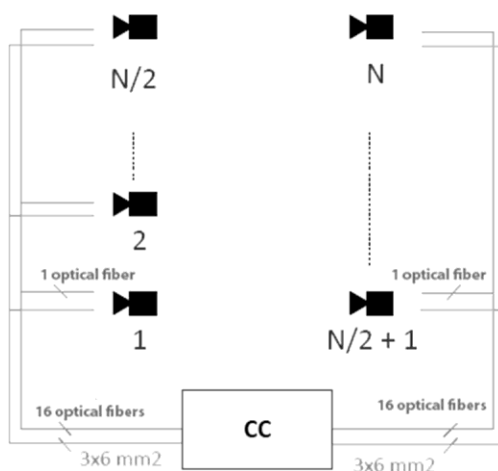 N/2
N
2
1 optical fiber
1 optical fiber
1
N/2 + 1
16 optical fibers
CC
16 optical fibers
3x6 mm2
3x6 mm2